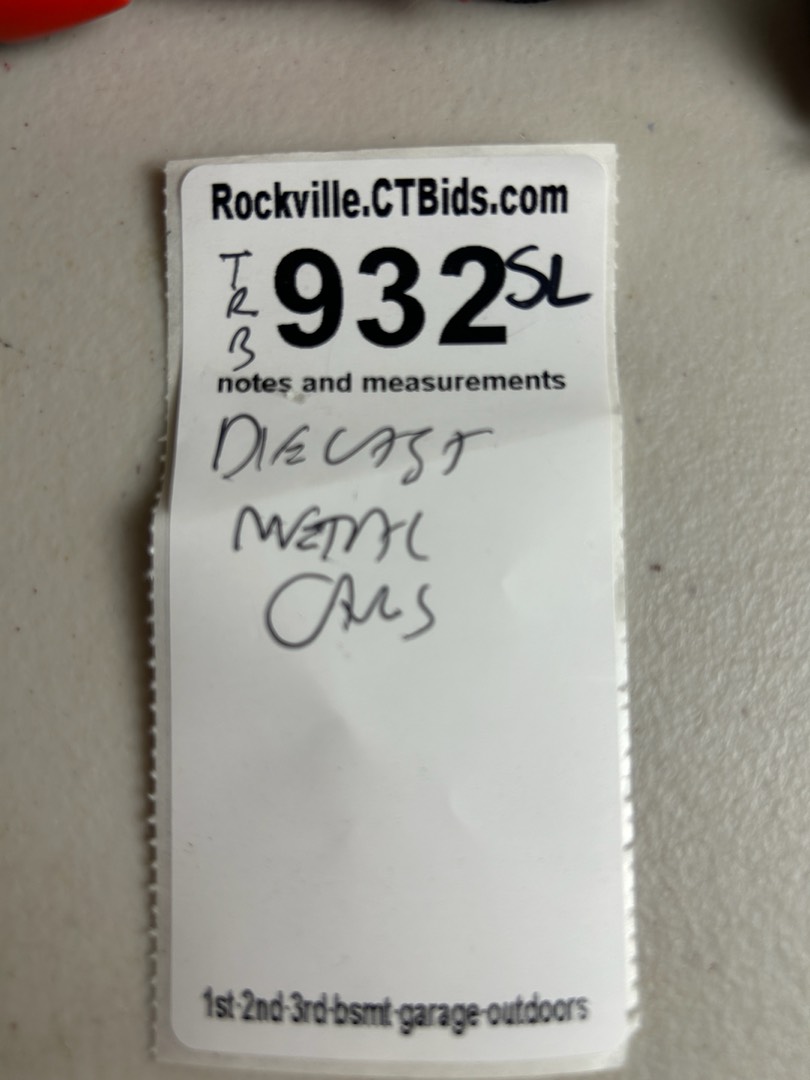 Rockville.CTBids.com
TRB 932 SL
notes and measurements
DIECAST
METAL
CARS
1st-2nd-3rd-bsmt-garage-outdoors